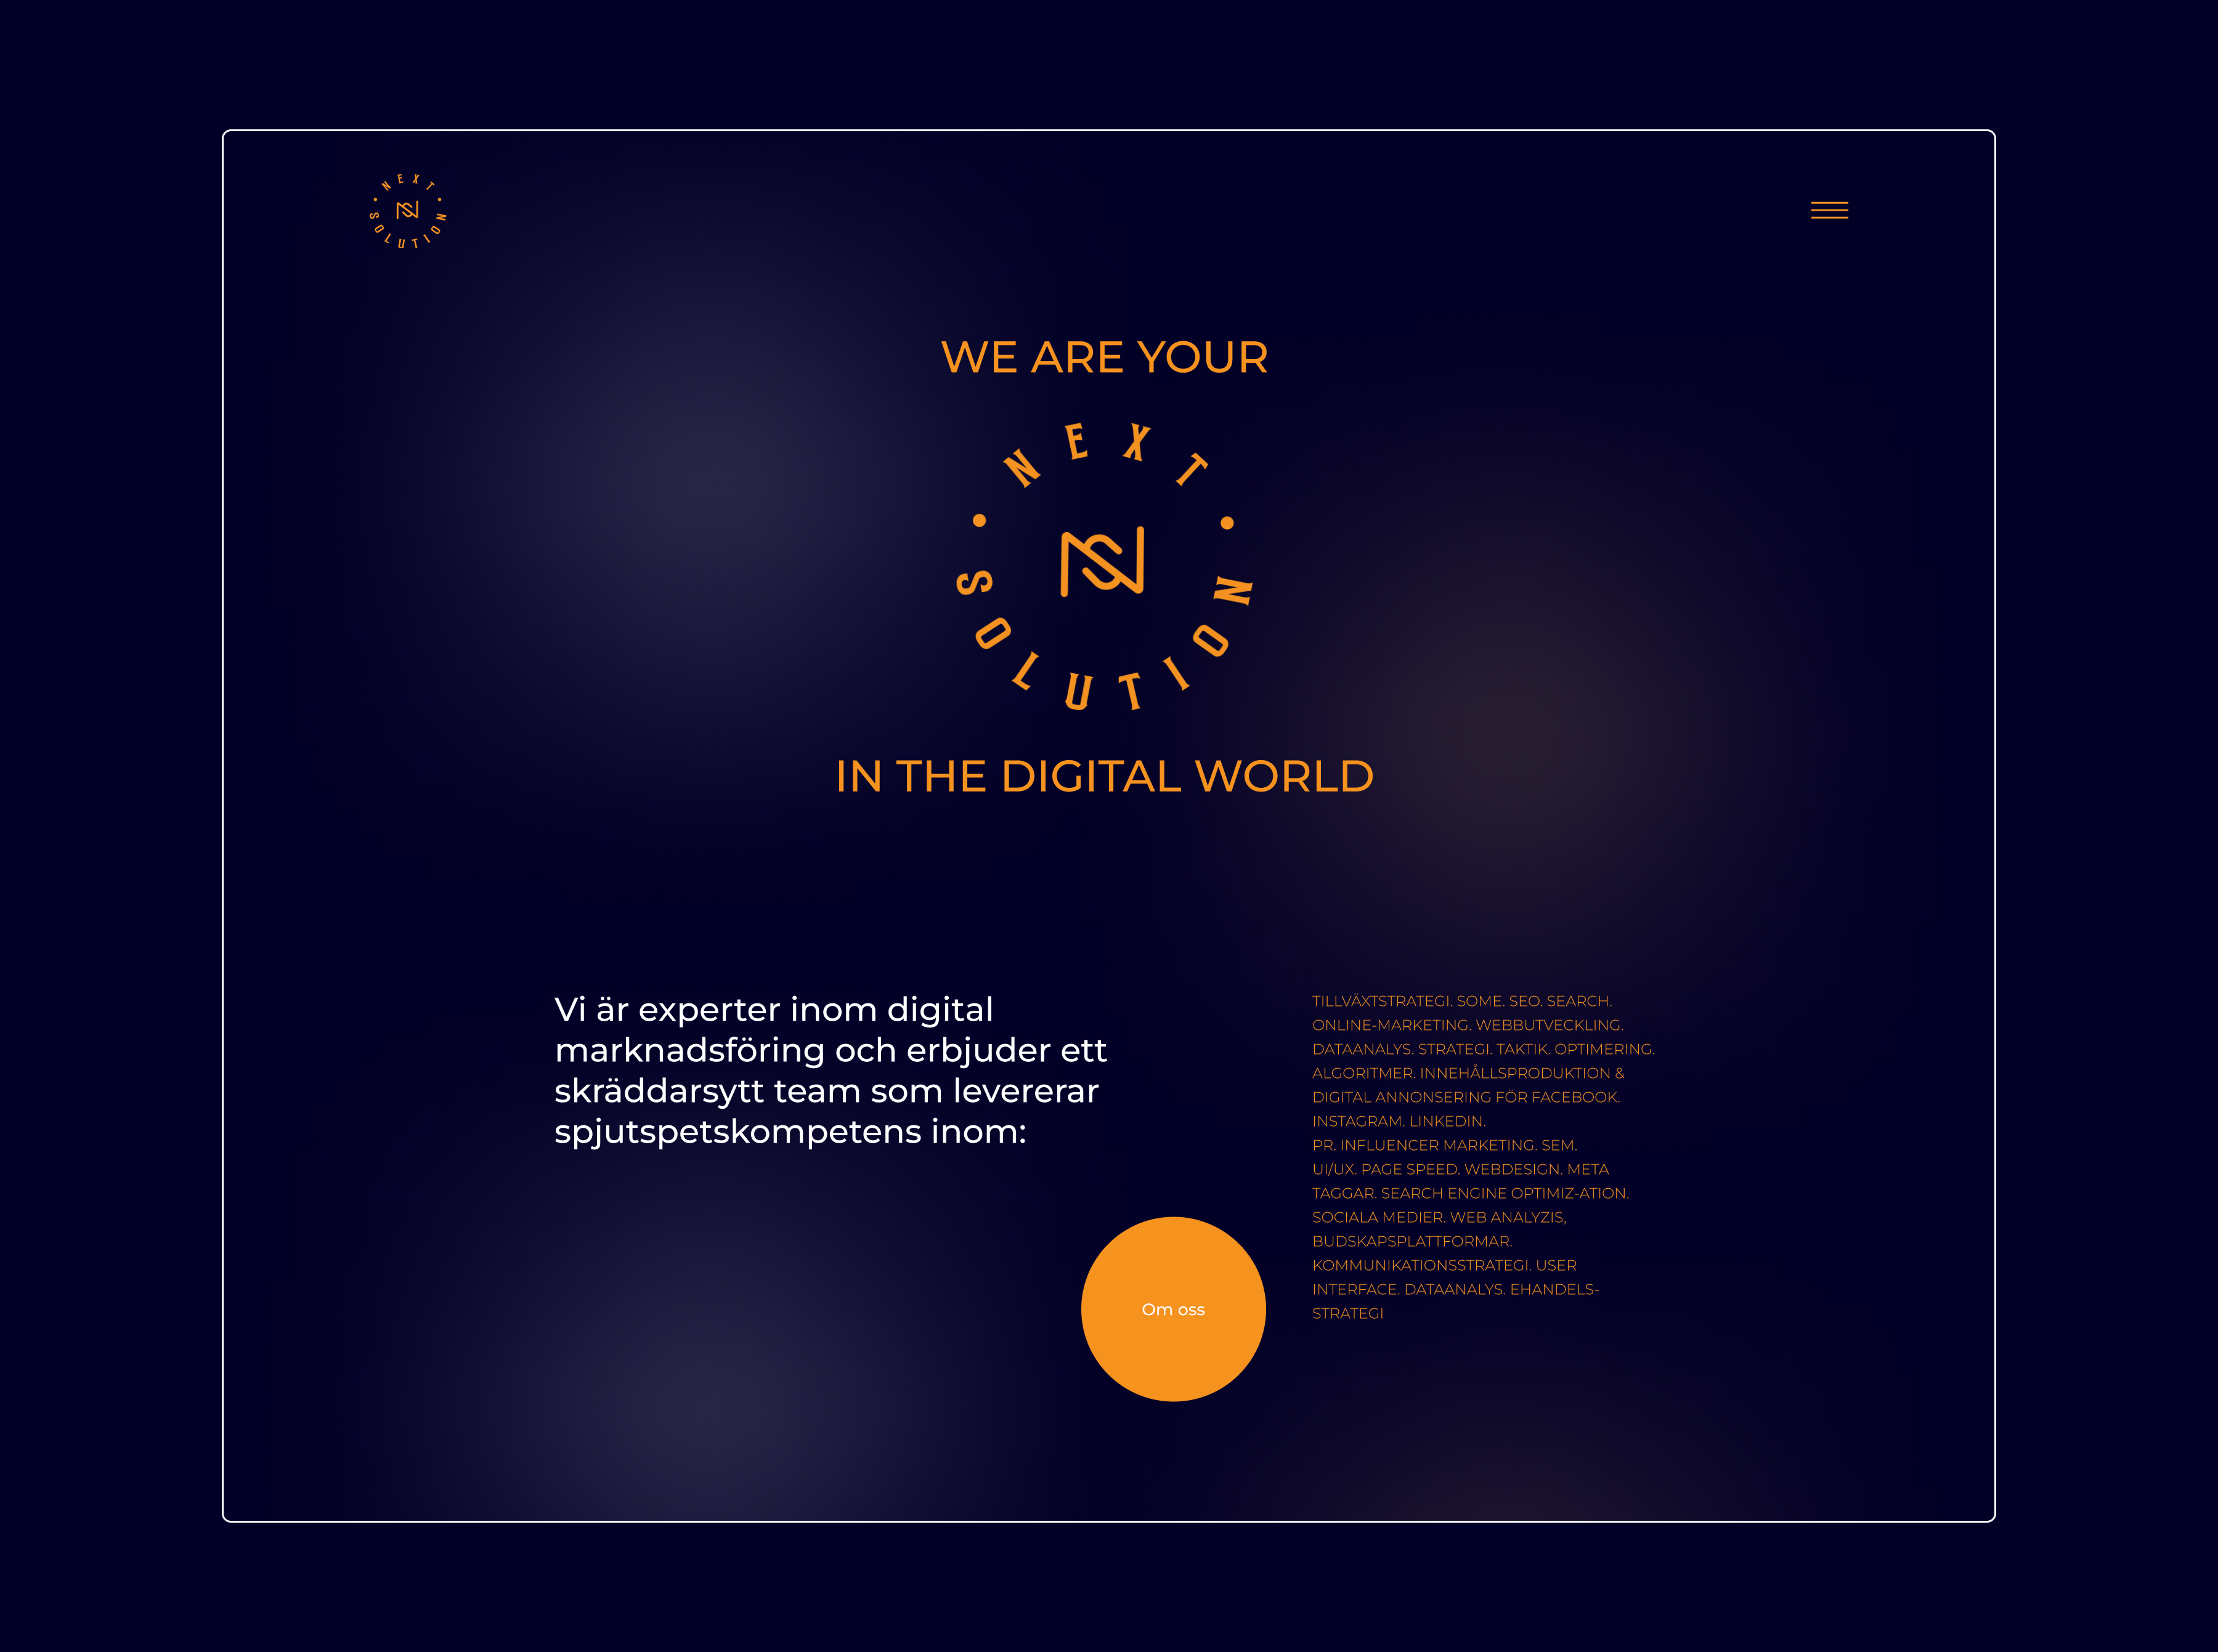 NEXT
SOLUTION
NS
WE ARE YOUR
NEXT
SOLUTION
NS
IN THE DIGITAL WORLD
Vi är experter inom digital
marknadsföring och erbjuder ett
skräddarsytt team som levererar
spjutspetskompetens inom:
TILLVÄXTSTRATEGI. SOME. SEO. SEARCH.
ONLINE-MARKETING. WEBBUTVECKLING.
DATAANALYS. STRATEGI. TAKTIK. OPTIMERING.
ALGORITMER. INNEHÅLLSPRODUKTION &
DIGITAL ANNONSERING FÖR FACEBOOK.
INSTAGRAM. LINKEDIN.
PR. INFLUENCER MARKETING. SEM.
UI/UX. PAGE SPEED. WEBDESIGN. META
TAGGAR. SEARCH ENGINE OPTIMIZ-ATION.
SOCIALA MEDIER. WEB ANALYZIS,
BUDSKAPSPLATTFORMAR.
KOMMUNIKATIONSSTRATEGI. USER
INTERFACE. DATAANALYS. EHANDELS-
STRATEGI
Om oss